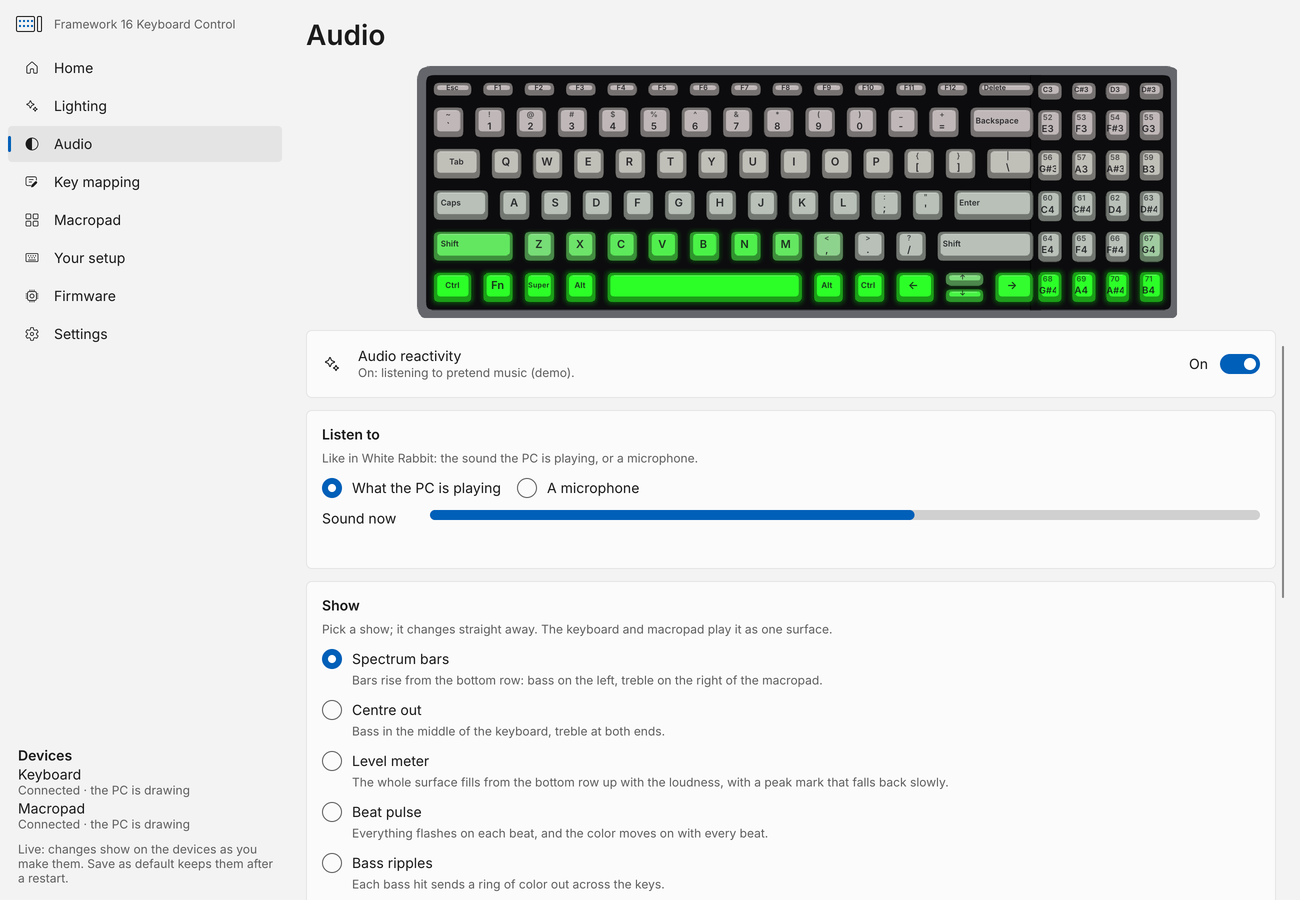 Framework 16 Keyboard Control
Home
Lighting
Audio
Key mapping
Macropad
Your setup
Firmware
Settings
Devices
Keyboard
Connected · the PC is drawing
Macropad
Connected · the PC is drawing
Live: changes show on the devices as you
make them. Save as default keeps them after
a restart.
Audio
Esc F1 F2 F3 F4 F5 F6 F7 F8 F9 F10 F11 F12 Delete C3 C#3 D3 D#3
~ ! @ # $ % ^ & * ( ) _ + 52 53 54 55
` 1 2 3 4 5 6 7 8 9 0 - = Backspace E3 F3 F#3 G3
Tab Q W E R T Y U I O P { [ } ] | \ 56 57 58 59
G#3 A3 A#3 B3
Caps A S D F G H J K L : ; " ' Enter 60 61 62 63
C4 C#4 D4 D#4
Shift Z X C V B N M < , > . ? / Shift 64 65 66 67
E4 F4 F#4 G4
Ctrl Fn Super Alt Alt Ctrl ← ↑ ↓ → 68 69 70 71
G#4 A4 A#4 B4
Audio reactivity
On: listening to pretend music (demo).
On
Listen to
Like in White Rabbit: the sound the PC is playing, or a microphone.
What the PC is playing A microphone
Sound now
Show
Pick a show; it changes straight away. The keyboard and macropad play it as one surface.
Spectrum bars
Bars rise from the bottom row: bass on the left, treble on the right of the macropad.
Centre out
Bass in the middle of the keyboard, treble at both ends.
Level meter
The whole surface fills from the bottom row up with the loudness, with a peak mark that falls back slowly.
Beat pulse
Everything flashes on each beat, and the color moves on with every beat.
Bass ripples
Each bass hit sends a ring of color out across the keys.